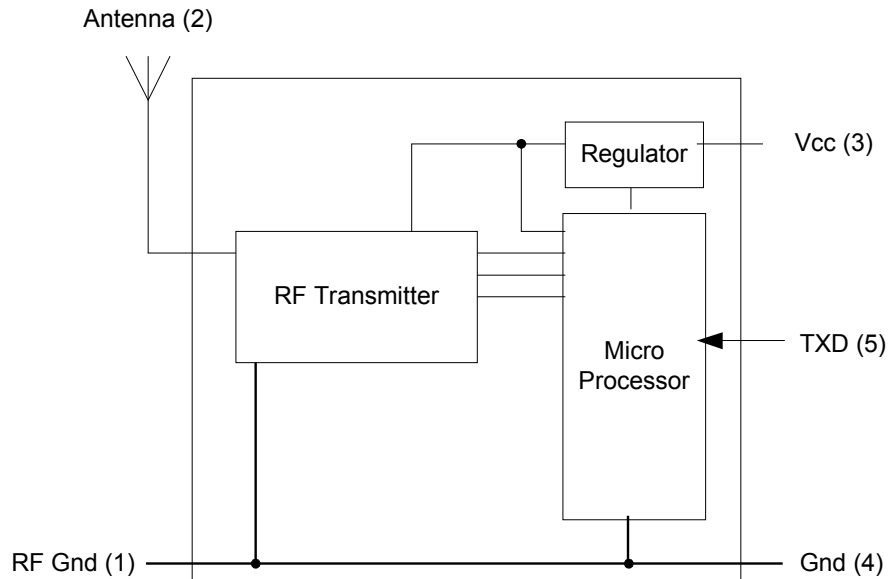 Antenna (2)
Regulator
Vcc (3)
RF Transmitter
Micro
Processor
TXD (5)
RF Gnd (1)
Gnd (4)